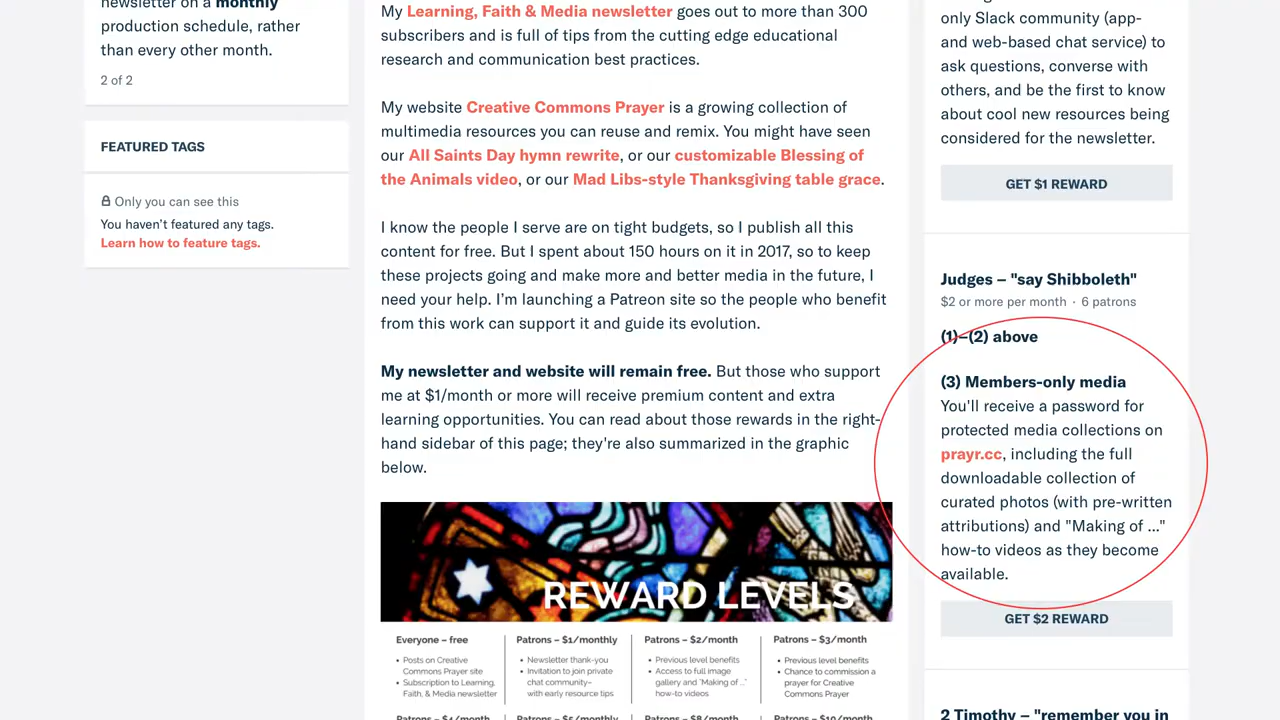 newsletter on a monthly
production schedule, rather
than every other month.
2 of 2
FEATURED TAGS
Only you can see this
You haven't featured any tags.
Learn how to feature tags.
My Learning, Faith & Media newsletter goes out to more than 300
subscribers and is full of tips from the cutting edge educational
research and communication best practices.
My website Creative Commons Prayer is a growing collection of
multimedia resources you can reuse and remix. You might have seen
our All Saints Day hymn rewrite, or our customizable Blessing of
the Animals video, or our Mad Libs-style Thanksgiving table grace.
I know the people I serve are on tight budgets, so I publish all this
content for free. But I spent about 150 hours on it in 2017, so to keep
these projects going and make more and better media in the future, I
need your help. I'm launching a Patreon site so the people who benefit
from this work can support it and guide its evolution.
My newsletter and website will remain free. But those who support
me at $1/month or more will receive premium content and extra
learning opportunities. You can read about those rewards in the right-
hand sidebar of this page; they're also summarized in the graphic
below.
REWARD LEVELS
Everyone – free
• Posts on Creative
Commons Prayer site
• Subscription to Learning,
Faith, & Media newsletter
Patrons – $1/monthly
• Newsletter thank-you
• Invitation to join private
chat community–
with early resource tips
Patrons – $2/month
• Previous level benefits
• Access to full image
gallery and "Making of ..."
how-to videos
Patrons – $3/month
• Previous level benefits
• Chance to commission a
prayer for Creative
Commons Prayer
Patrons – $4/month
Patrons – $5/monthly
Patrons – $8/month
Patrons – $10/month
only Slack community (app-
and web-based chat service) to
ask questions, converse with
others, and be the first to know
about cool new resources being
considered for the newsletter.
GET $1 REWARD
Judges – "say Shibboleth"
$2 or more per month · 6 patrons
(1)–(2) above
(3) Members-only media
You'll receive a password for
protected media collections on
prayr.cc, including the full
downloadable collection of
curated photos (with pre-written
attributions) and "Making of ..."
how-to videos as they become
available.
GET $2 REWARD
2 Timothy – "remember you in